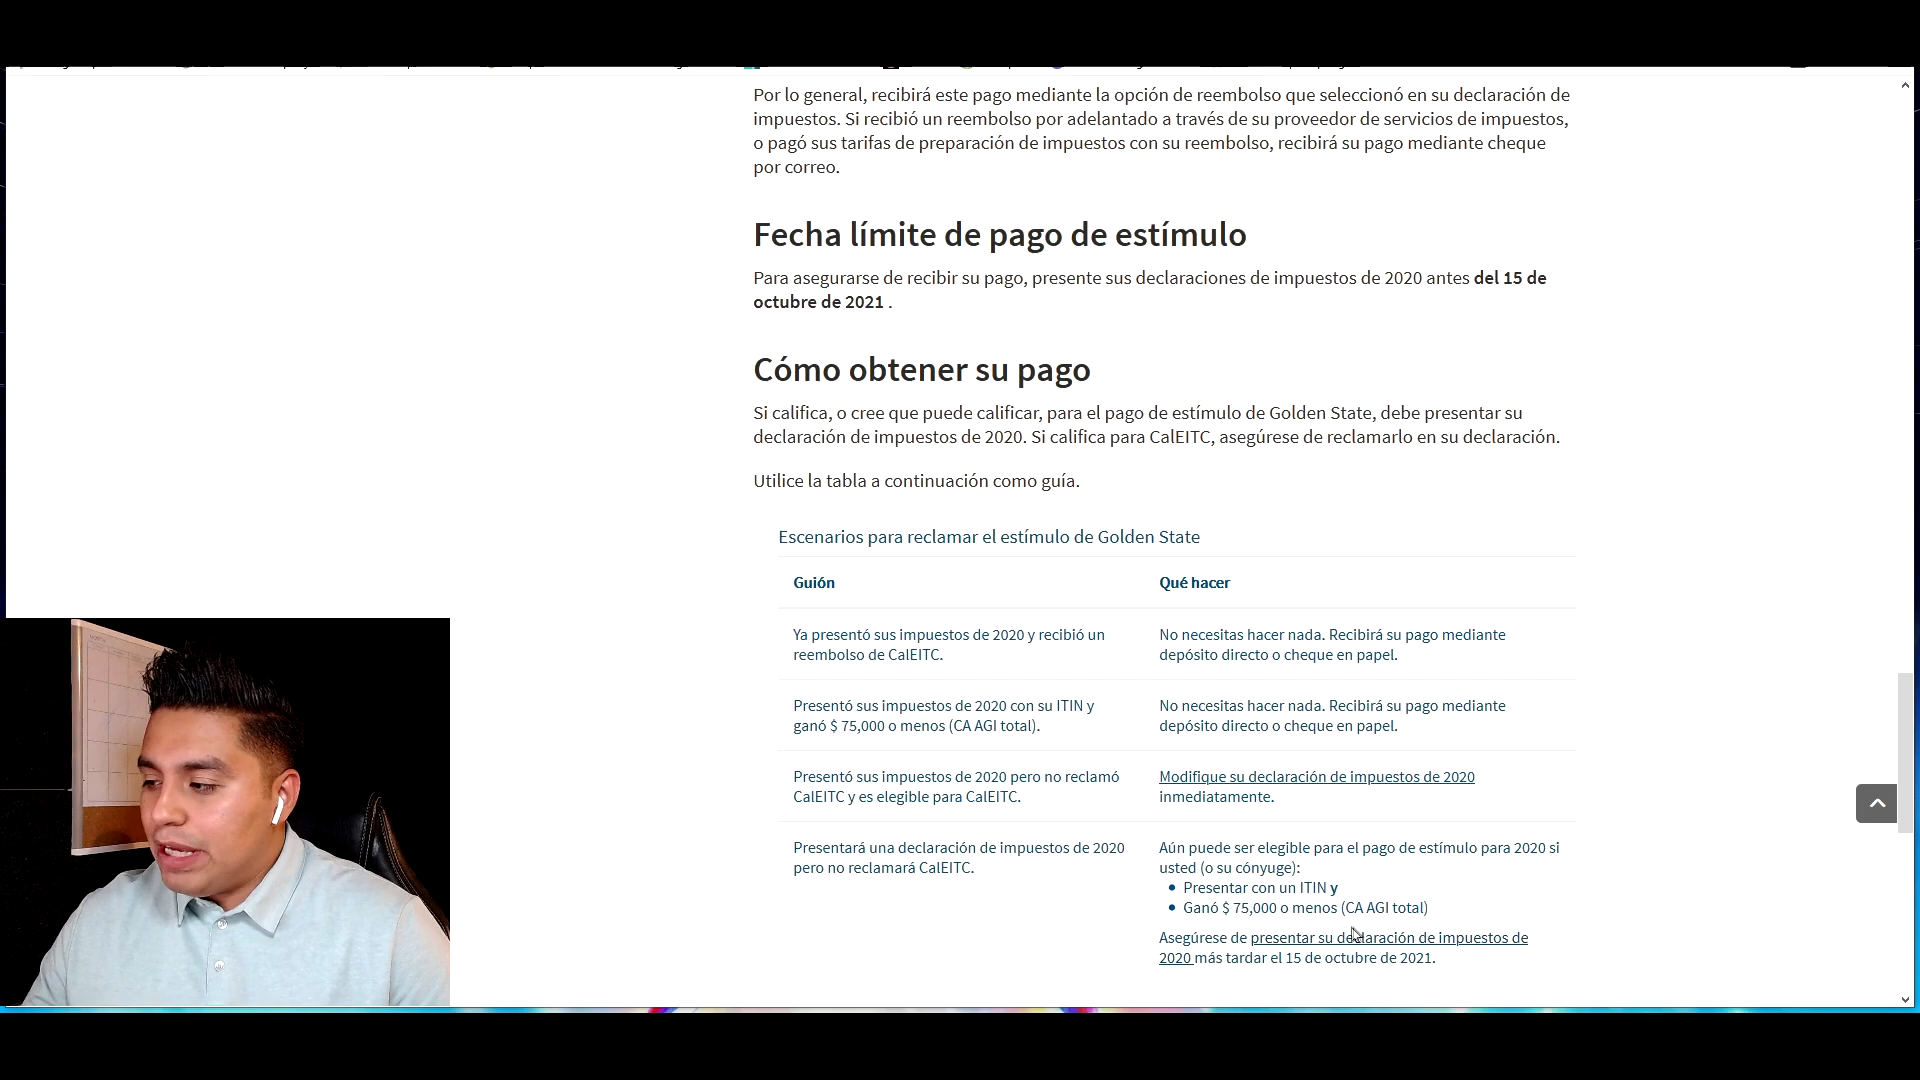 Por lo general, recibirá este pago mediante la opción de reembolso que seleccionó en su declaración de
impuestos. Si recibió un reembolso por adelantado a través de su proveedor de servicios de impuestos,
o pagó sus tarifas de preparación de impuestos con su reembolso, recibirá su pago mediante cheque
por correo.
Fecha límite de pago de estímulo
Para asegurarse de recibir su pago, presente sus declaraciones de impuestos de 2020 antes del 15 de
octubre de 2021 .
Cómo obtener su pago
Si califica, o cree que puede calificar, para el pago de estímulo de Golden State, debe presentar su
declaración de impuestos de 2020. Si califica para CalEITC, asegúrese de reclamarlo en su declaración.
Utilice la tabla a continuación como guía.
Escenarios para reclamar el estímulo de Golden State
Guión
Qué hacer
Ya presentó sus impuestos de 2020 y recibió un
reembolso de CalEITC.
No necesitas hacer nada. Recibirá su pago mediante
depósito directo o cheque en papel.
Presentó sus impuestos de 2020 con su ITIN y
ganó $ 75,000 o menos (CA AGI total).
No necesitas hacer nada. Recibirá su pago mediante
depósito directo o cheque en papel.
Presentó sus impuestos de 2020 pero no reclamó
CalEITC y es elegible para CalEITC.
Modifique su declaración de impuestos de 2020
inmediatamente.
Presentará una declaración de impuestos de 2020
pero no reclamará CalEITC.
Aún puede ser elegible para el pago de estímulo para 2020 si
usted (o su cónyuge):
• Presentar con un ITIN y
• Ganó $ 75,000 o menos (CA AGI total)
Asegúrese de presentar su declaración de impuestos de
2020 más tardar el 15 de octubre de 2021.